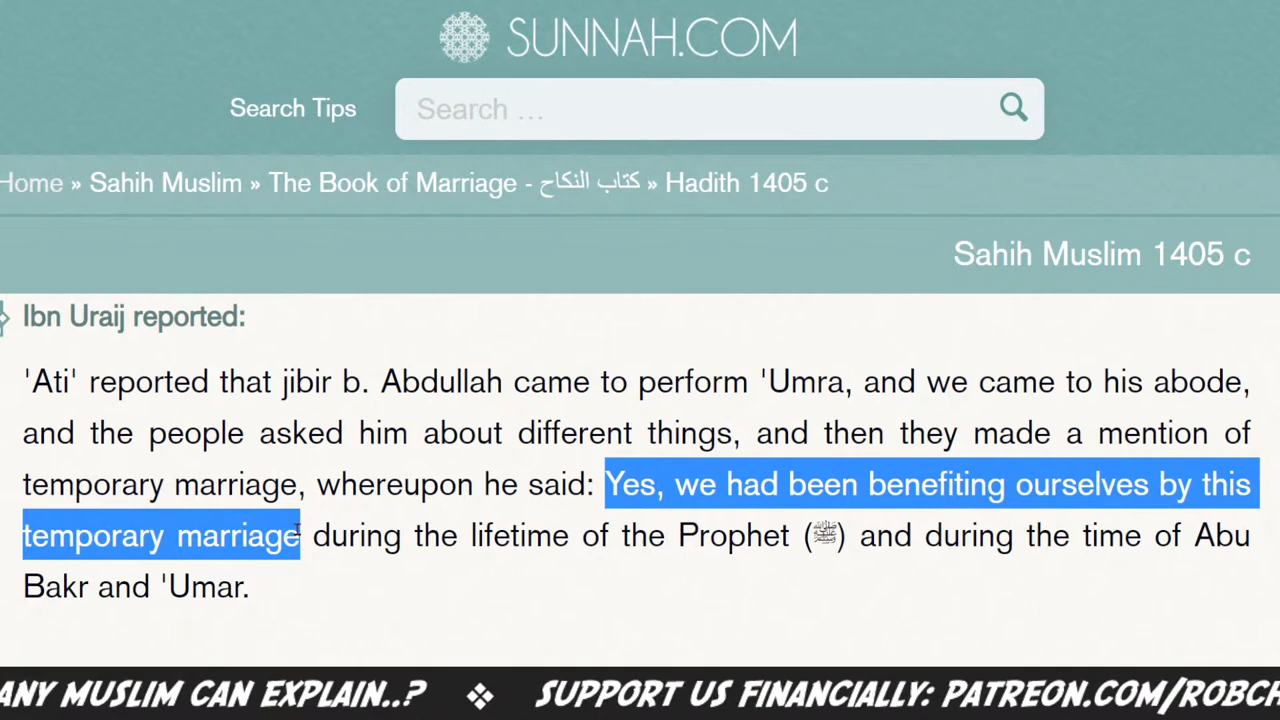 SUNNAH.COM
Search Tips
Search ...
Home » Sahih Muslim » The Book of Marriage - كتاب النكاح » Hadith 1405 c
Sahih Muslim 1405 c
Ibn Uraij reported:
'Ati' reported that jibir b. Abdullah came to perform 'Umra, and we came to his abode,
and the people asked him about different things, and then they made a mention of
temporary marriage, whereupon he said: Yes, we had been benefiting ourselves by this
temporary marriage during the lifetime of the Prophet (ﷺ) and during the time of Abu
Bakr and 'Umar.
ANY MUSLIM CAN EXPLAIN..? ❖ SUPPORT US FINANCIALLY: PATREON.COM/ROBCH